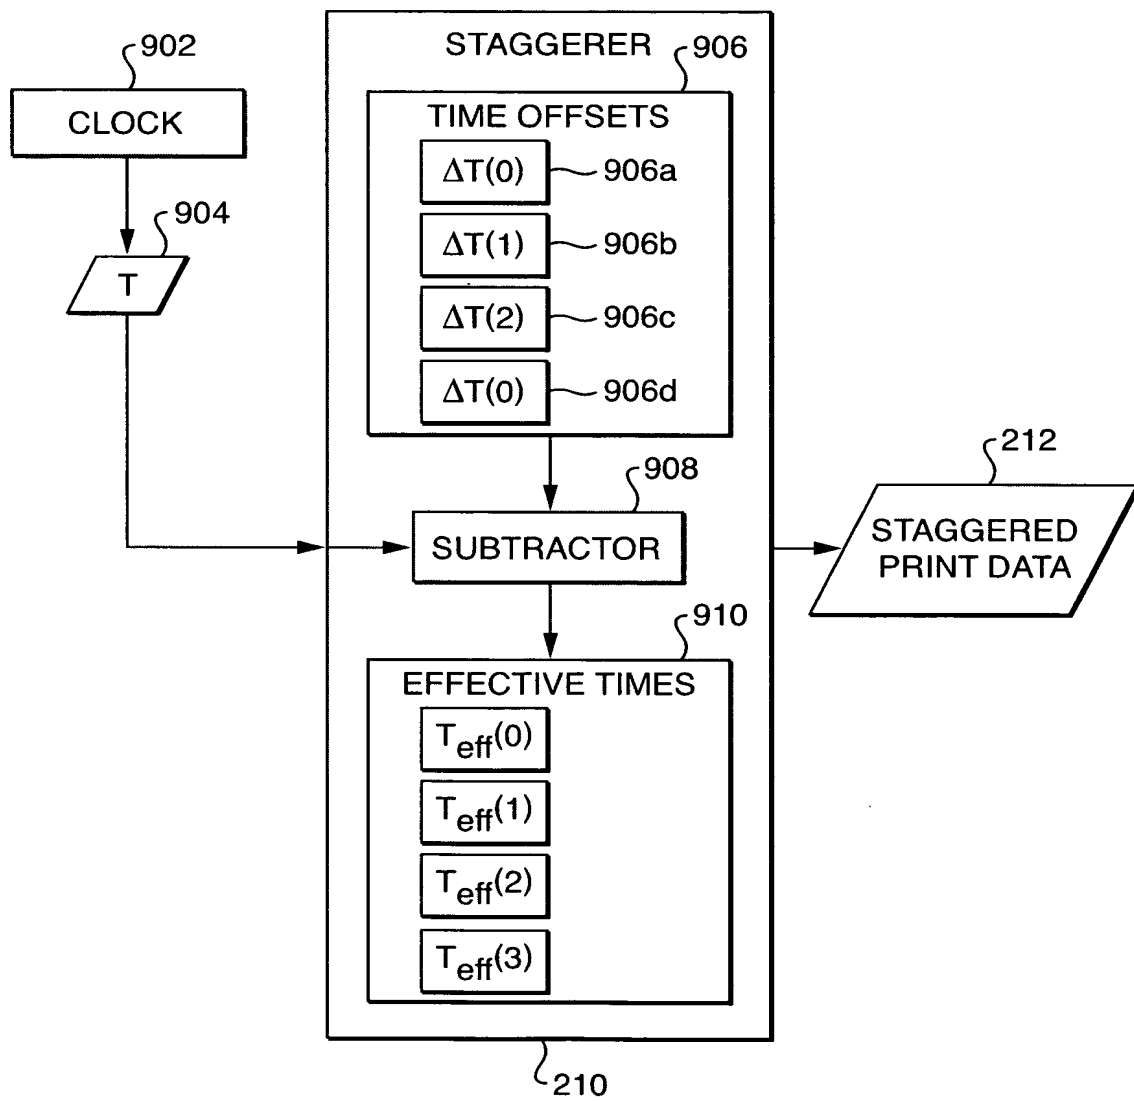 902
CLOCK
904
T
STAGGERER
906
TIME OFFSETS
ΔT(0)
906a
ΔT(1)
906b
ΔT(2)
906c
ΔT(0)
906d
908
SUBTRACTOR
212
STAGGERED
PRINT DATA
910
EFFECTIVE TIMES
Teff(0)
Teff(1)
Teff(2)
Teff(3)
210